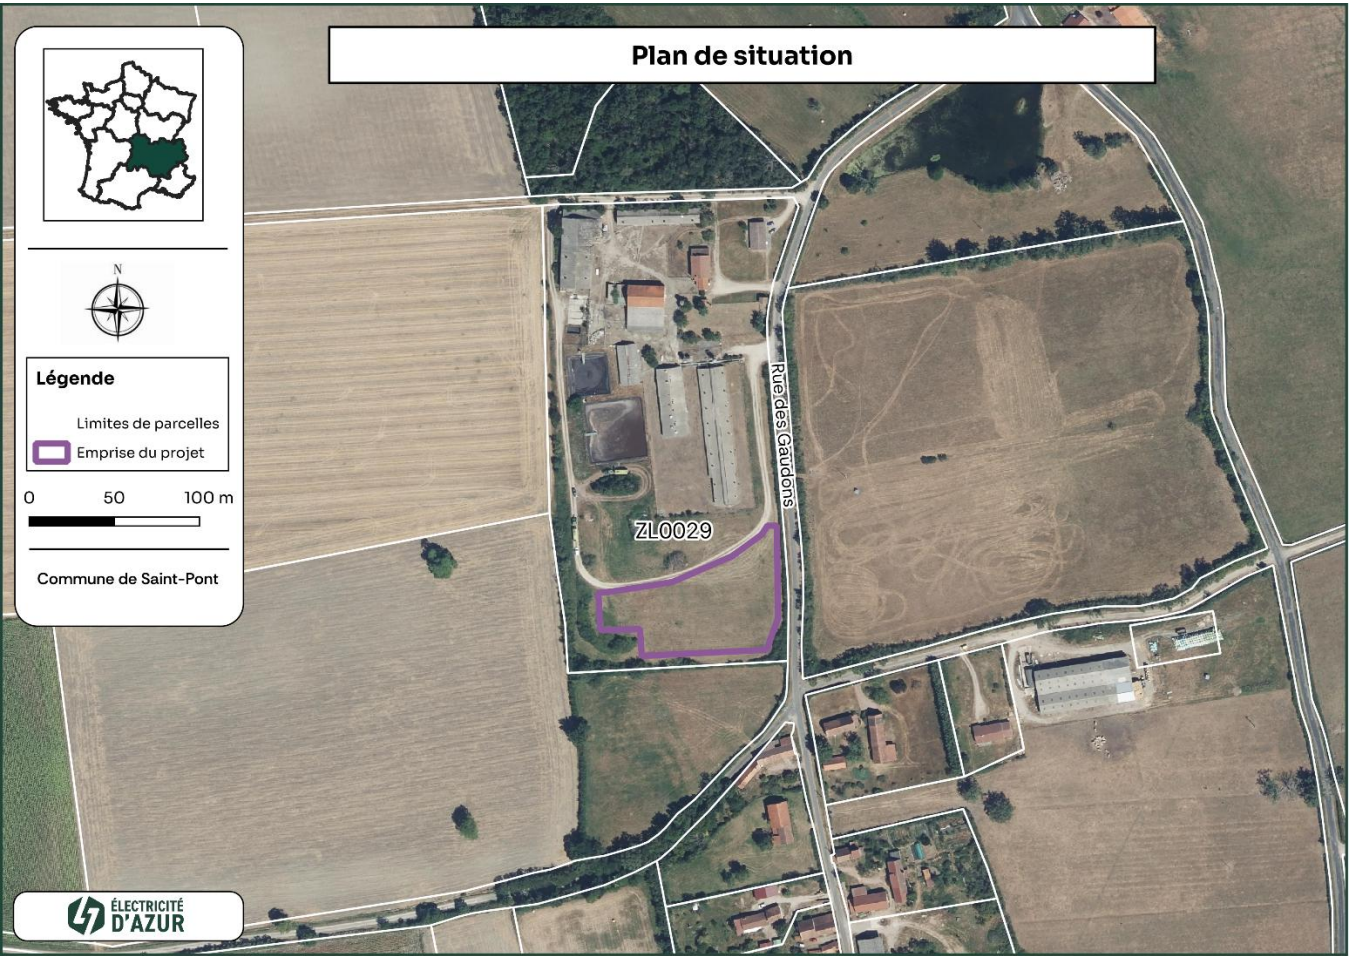 Plan de situation
N
Légende
Limites de parcelles
Emprise du projet
0 50 100 m
Commune de Saint-Pont
Rue des Gaudons
ZL0029
ÉLECTRICITÉ
D'AZUR